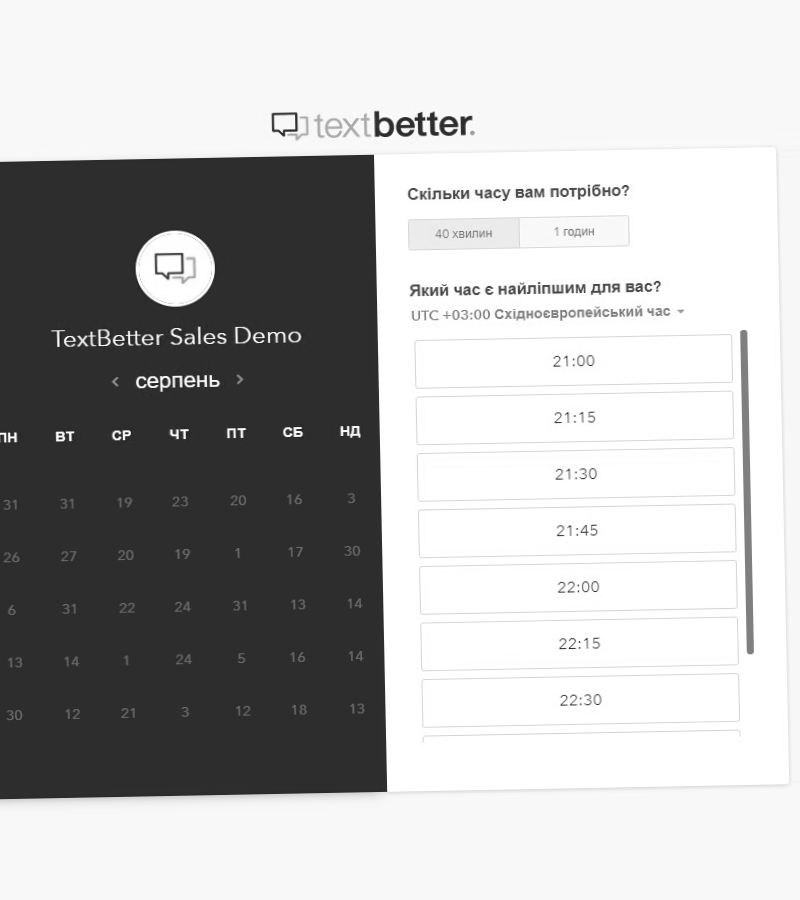 textbetter.
TextBetter Sales Demo
‹ серпень ›
ПН ВТ СР ЧТ ПТ СБ НД
31 31 19 23 20 16 3
26 27 20 19 1 17 30
6 31 22 24 31 13 14
13 14 1 24 5 16 14
30 12 21 3 12 18 13
Скільки часу вам потрібно?
40 хвилин 1 годин
Який час є найліпшим для вас?
UTC +03:00 Східноєвропейський час
21:00
21:15
21:30
21:45
22:00
22:15
22:30